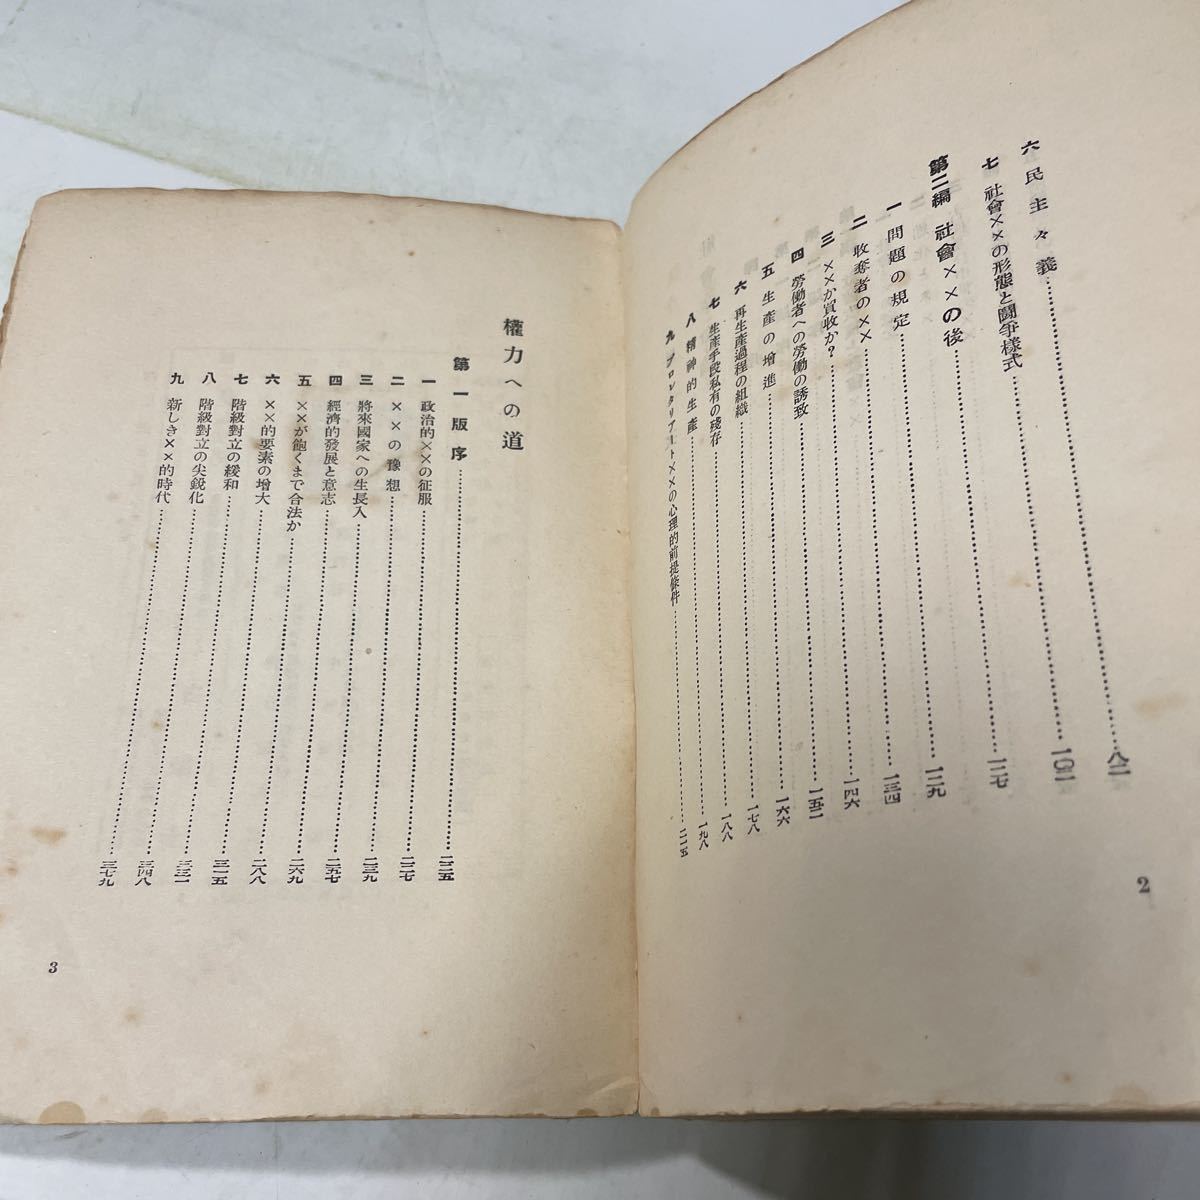 六 民主々義……八二
七 社會××の形態と鬪爭樣式……一〇一
第二編 社會××の後……一二七
一 問題の規定……一二九
二 收奪者の××……一三四
三 ××か買收か?……一四六
四 勞働者への勞働の誘致……一五二
五 生産の增進……一六六
六 再生産過程の組織……一七八
七 生産手段私有の殘存……一八八
八 精神的生産……一九八
九 プロレタリアート××の心理的前提條件……二一五
2
權力への道
第一版序……二二五
一 政治的××の征服……二二七
二 ××の豫想……二三九
三 將來國家への生長入……二五七
四 經濟的發展と意志……二六九
五 ××が飽くまで合法か……二八八
六 ××的要素の增大……三一五
七 階級對立の緩和……三三一
八 階級對立の尖銳化……三四八
九 新しき××的時代……三七九
3